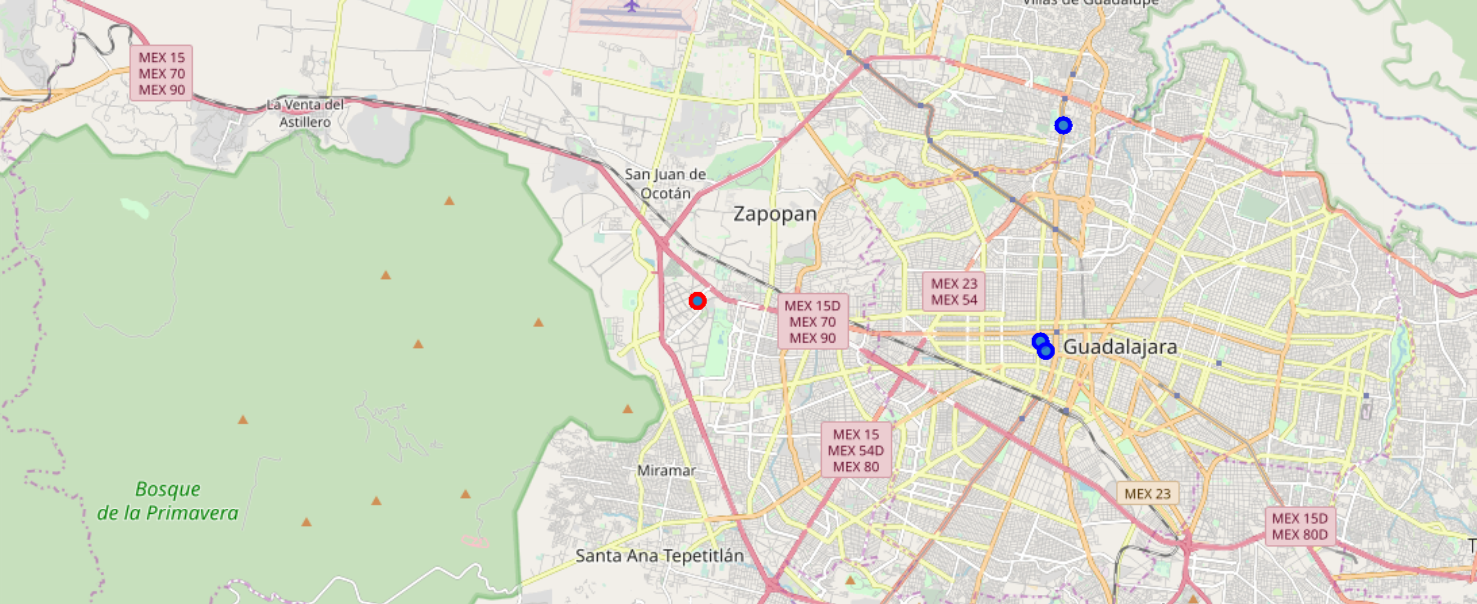 Villas de Guadalupe
MEX 15
MEX 70
MEX 90
La Venta del
Astillero
San Juan de
Ocotán
Zapopan
MEX 23
MEX 54
MEX 15D
MEX 70
MEX 90
Guadalajara
MEX 15
MEX 54D
MEX 80
Miramar
Bosque
de la Primavera
MEX 23
MEX 15D
MEX 80D
Santa Ana Tepetitlán
T